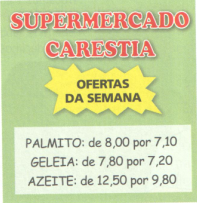 SUPERMERCADO
CARESTIA
OFERTAS
DA SEMANA
PALMITO: de 8,00 por 7,10
GELEIA: de 7,80 por 7,20
AZEITE: de 12,50 por 9,80